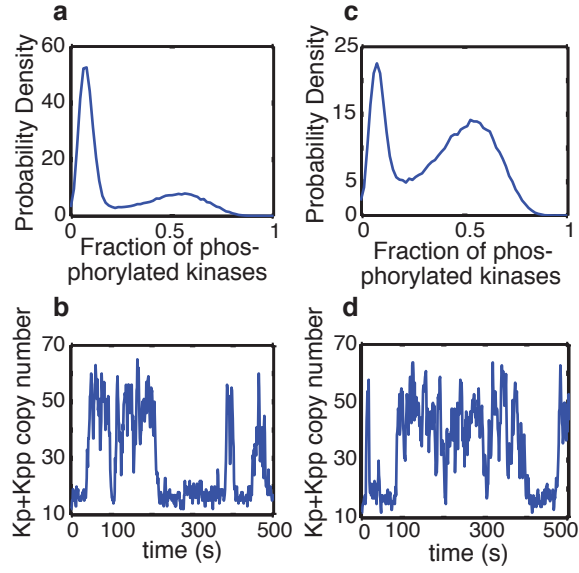 a
60
40
20
0
0
0.5
1
Probability Density
Fraction of phos-
phorylated kinases
c
25
15
5
0
0
0.5
1
Probability Density
Fraction of phos-
phorylated kinases
b
70
50
30
10
0
100
300
500
Kp+Kpp copy number
time (s)
d
70
50
30
10
0
100
300
500
Kp+Kpp copy number
time (s)